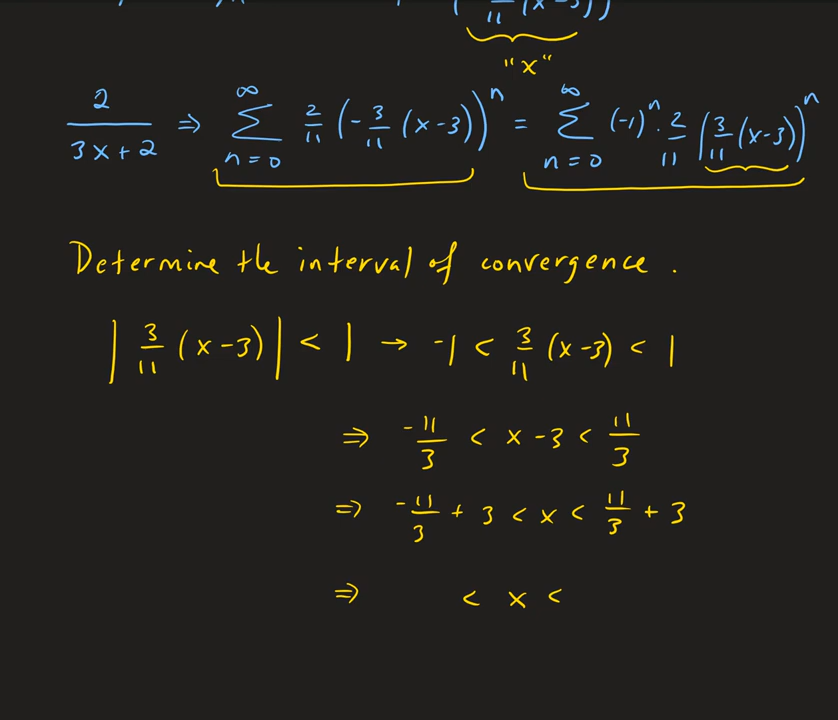 11 (x-3))
"x"
2/(3x+2) ⇒ ∞ Σ n=0 2/11 (-3/11 (x-3))^n = ∞ Σ n=0 (-1)^n · 2/11 (3/11 (x-3))^n
Determine the interval of convergence.
|3/11 (x-3)| < 1 → -1 < 3/11 (x-3) < 1
⇒ -11/3 < x-3 < 11/3
⇒ -11/3 + 3 < x < 11/3 + 3
⇒ < x <